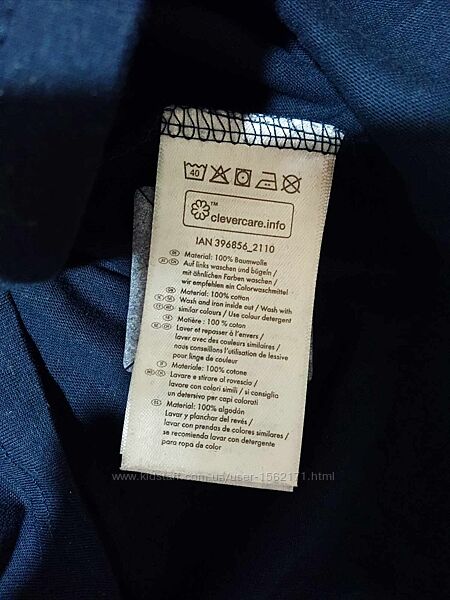 40
™
clevercare.info
IAN 396856_2110
Material: 100% Baumwolle
Auf links waschen und bügeln /
mit ähnlichen Farben waschen /
wir empfehlen ein Colorwaschmittel
Material: 100% cotton
Wash and iron inside out / Wash with
similar colours / Use colour detergent
Matière : 100 % coton
Laver et repasser à l'envers /
laver avec des couleurs similaires /
nous conseillons l'utilisation de lessive
pour linge de couleur
Materiale: 100% cotone
Lavare e stirare al rovescio /
lavare con colori simili / si consiglia
un detersivo per capi colorati
Material: 100% algodón
Lavar y planchar del revés /
lavar con prendas de colores similares /
se recomienda lavar con detergente
para ropa de color
www.kidstaff.com.ua/user-1562171.html